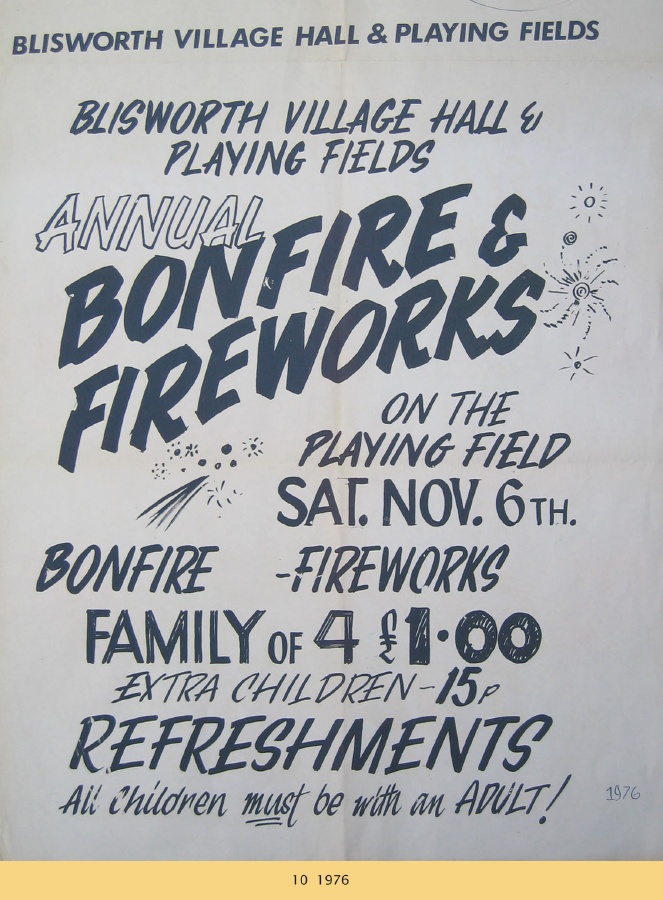 BLISWORTH VILLAGE HALL & PLAYING FIELDS
BLISWORTH VILLAGE HALL &
PLAYING FIELDS
ANNUAL
BONFIRE &
FIREWORKS
ON THE
PLAYING FIELD
SAT. NOV. 6TH.
BONFIRE -FIREWORKS
FAMILY OF 4 £1·00
EXTRA CHILDREN-15P
REFRESHMENTS
All Children must be with an ADULT!
1976
10 1976